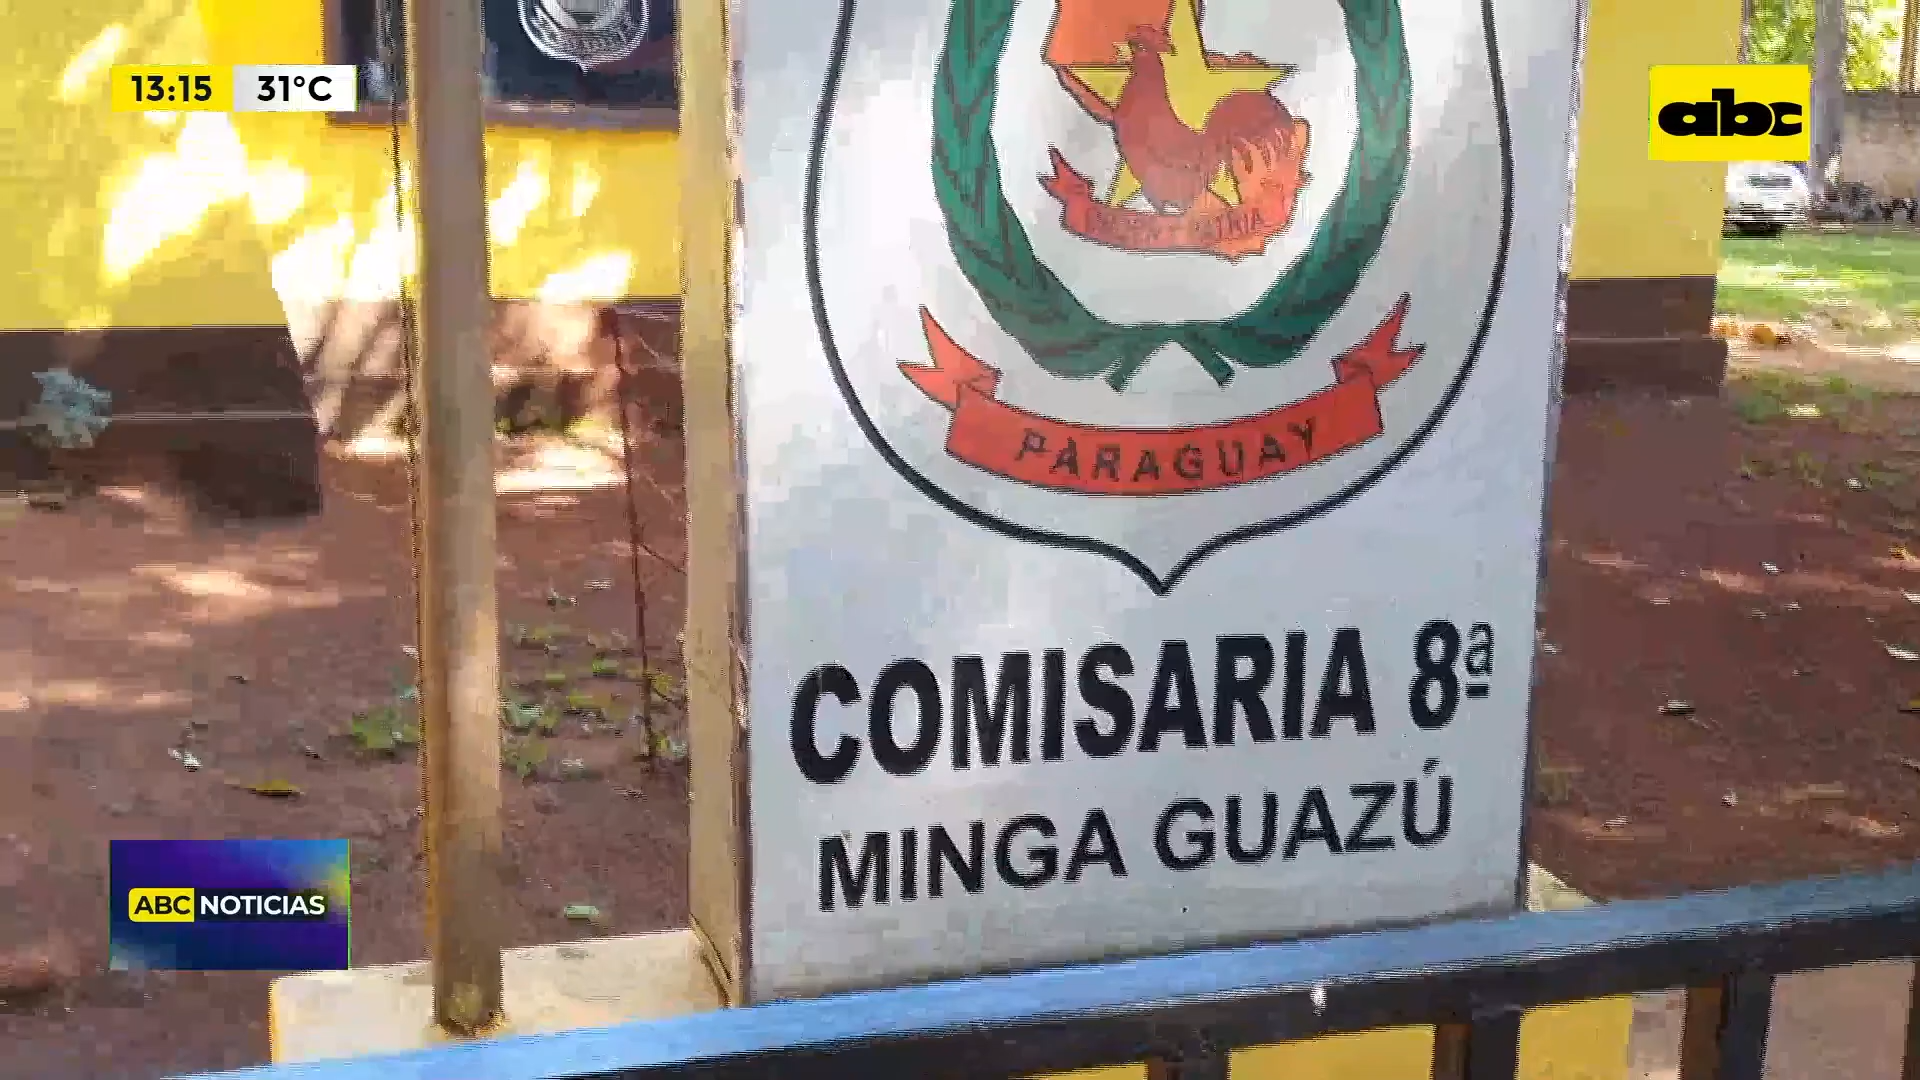 13:15 31°C
abc
PARAGUAY
COMISARIA 8ª
MINGA GUAZÚ
ABC NOTICIAS